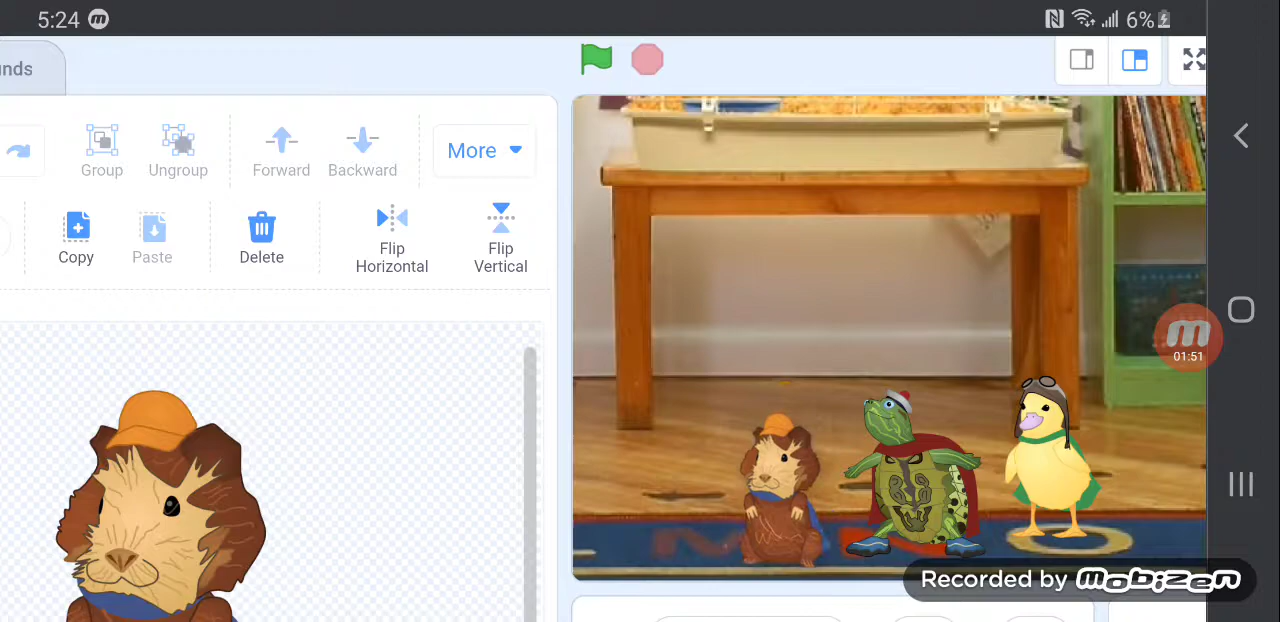 5:24 m
6%
nds
Group
Ungroup
Forward
Backward
More
Copy
Paste
Delete
Flip
Horizontal
Flip
Vertical
m
01:51
Recorded by mobizen